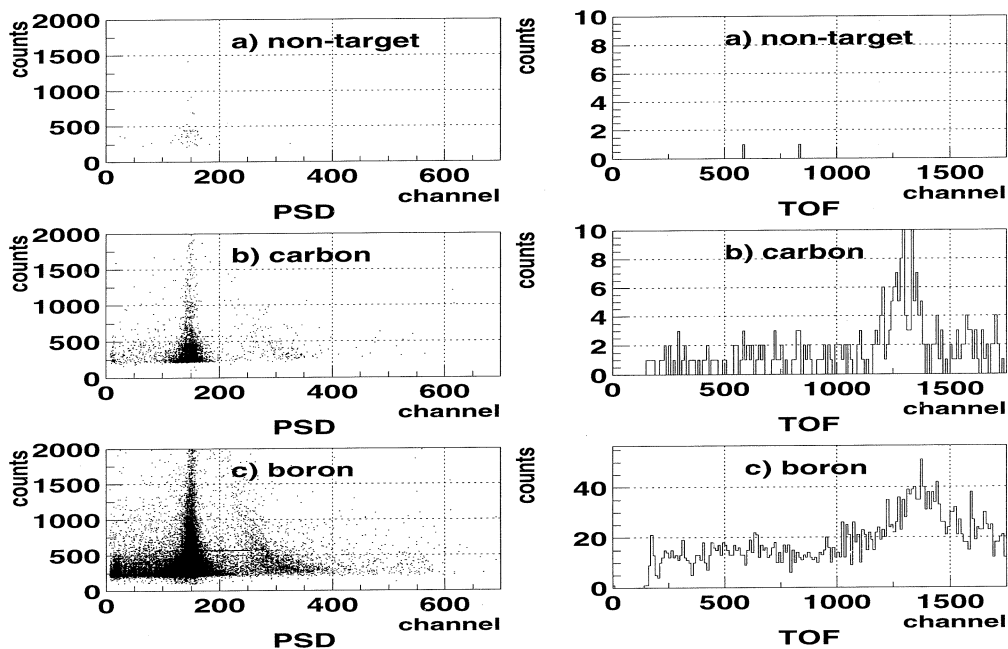 counts
2000
1500
1000
500
0
a) non-target
0 200 400 600
channel
PSD
counts
10
8
6
4
2
0
a) non-target
0 500 1000 1500
channel
TOF
counts
2000
1500
1000
500
0
b) carbon
0 200 400 600
channel
PSD
counts
10
8
6
4
2
0
b) carbon
0 500 1000 1500
channel
TOF
counts
2000
1500
1000
500
0
c) boron
0 200 400 600
channel
PSD
counts
40
20
0
c) boron
0 500 1000 1500
channel
TOF